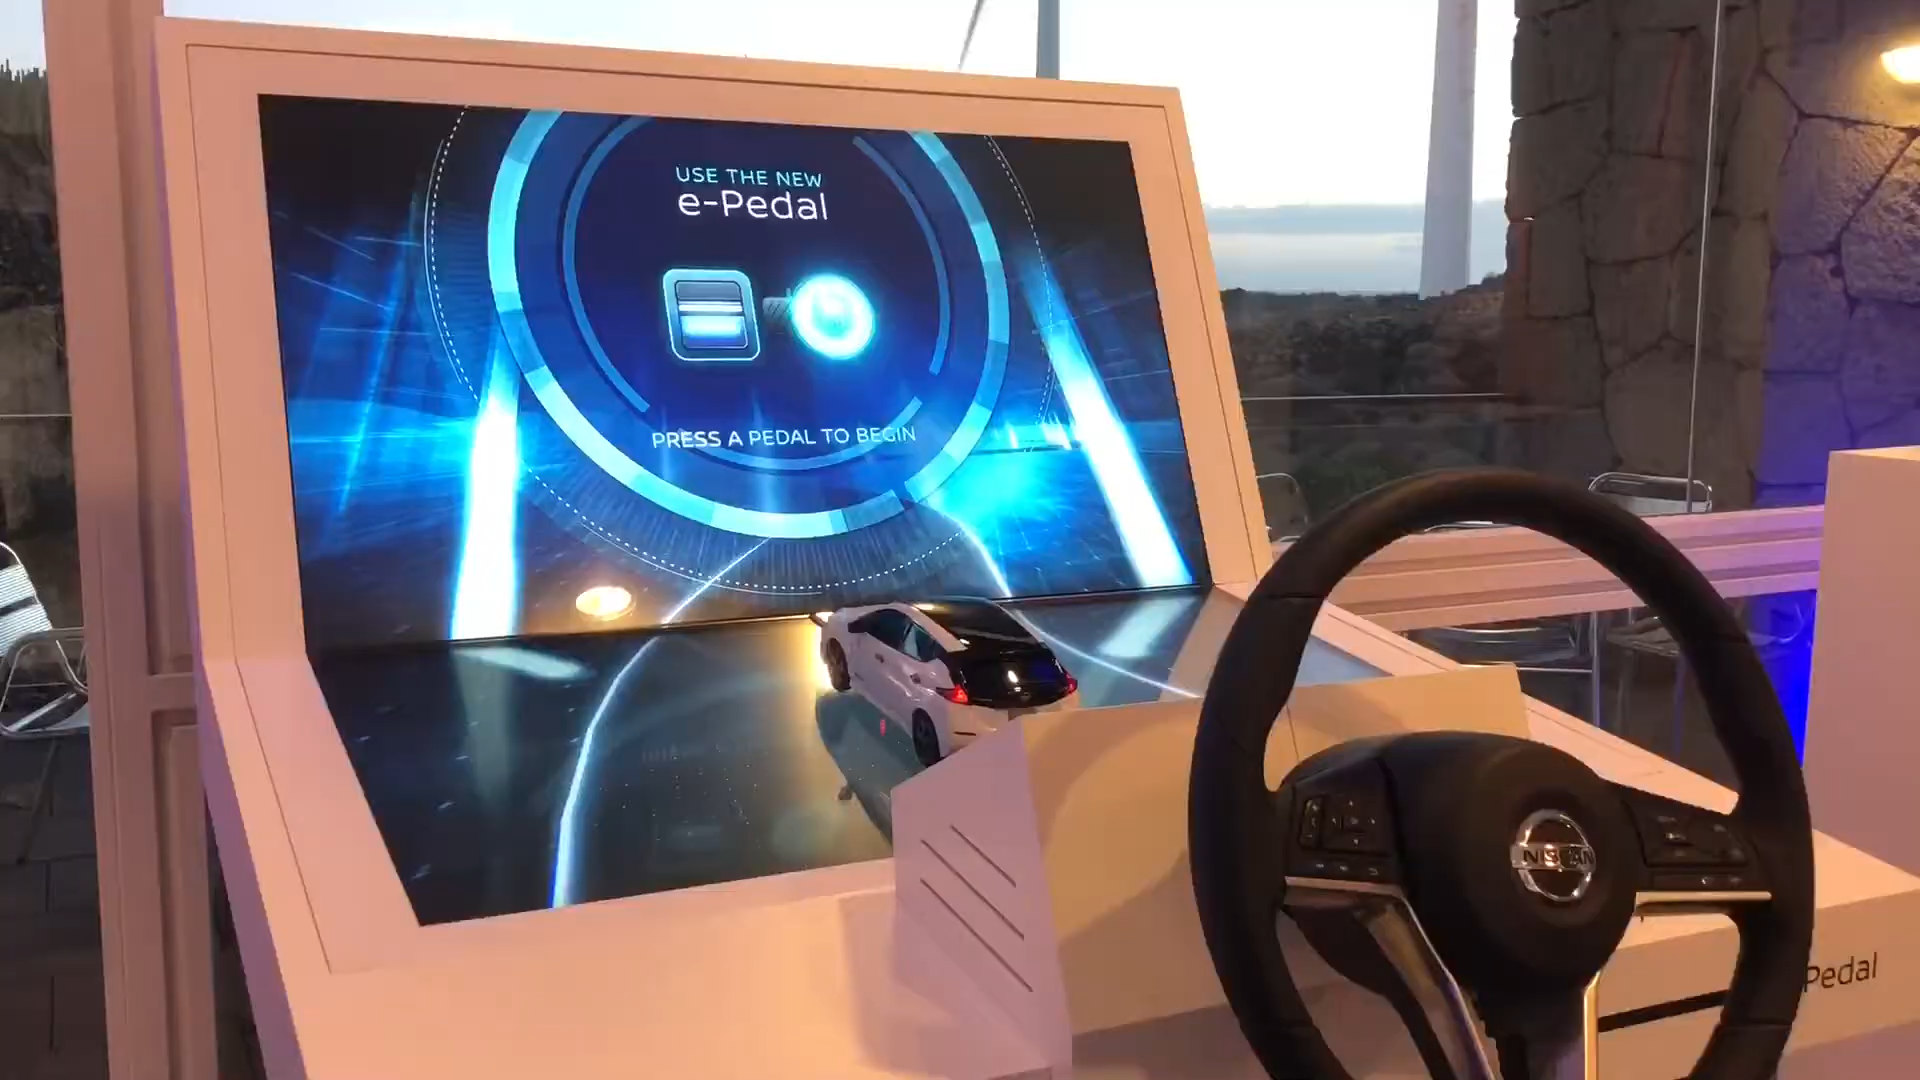 USE THE NEW
e-Pedal
PRESS A PEDAL TO BEGIN
NISSAN
Pedal